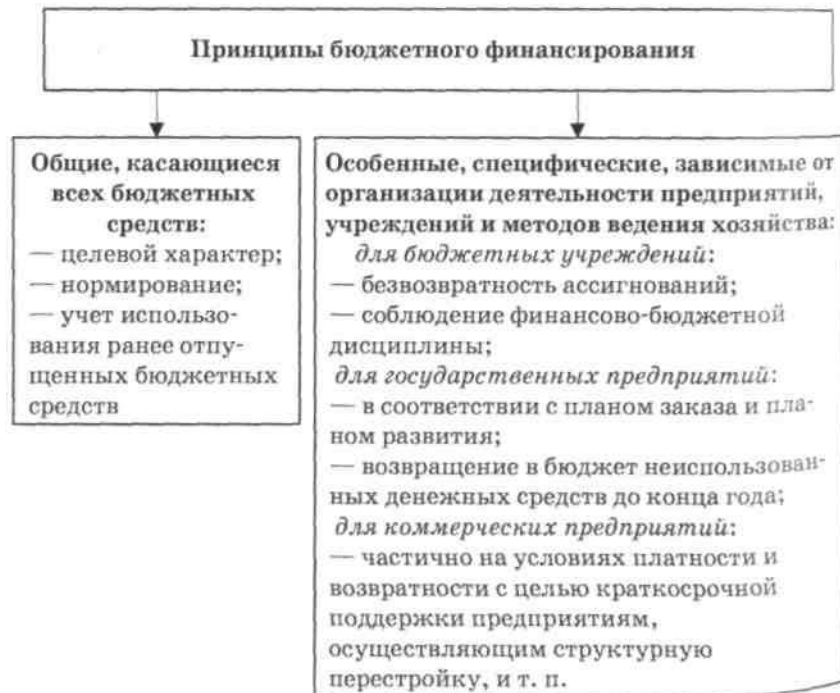 Принципы бюджетного финансирования
Общие, касающиеся
всех бюджетных
средств:
— целевой характер;
— нормирование;
— учет использо-
вания ранее отпу-
щенных бюджетных
средств
Особенные, специфические, зависимые от
организации деятельности предприятий,
учреждений и методов ведения хозяйства:
для бюджетных учреждений:
— безвозвратность ассигнований;
— соблюдение финансово-бюджетной
дисциплины;
для государственных предприятий:
— в соответствии с планом заказа и пла-
ном развития;
— возвращение в бюджет неиспользован-
ных денежных средств до конца года;
для коммерческих предприятий:
— частично на условиях платности и
возвратности с целью краткосрочной
поддержки предприятиям,
осуществляющим структурную
перестройку, и т. п.